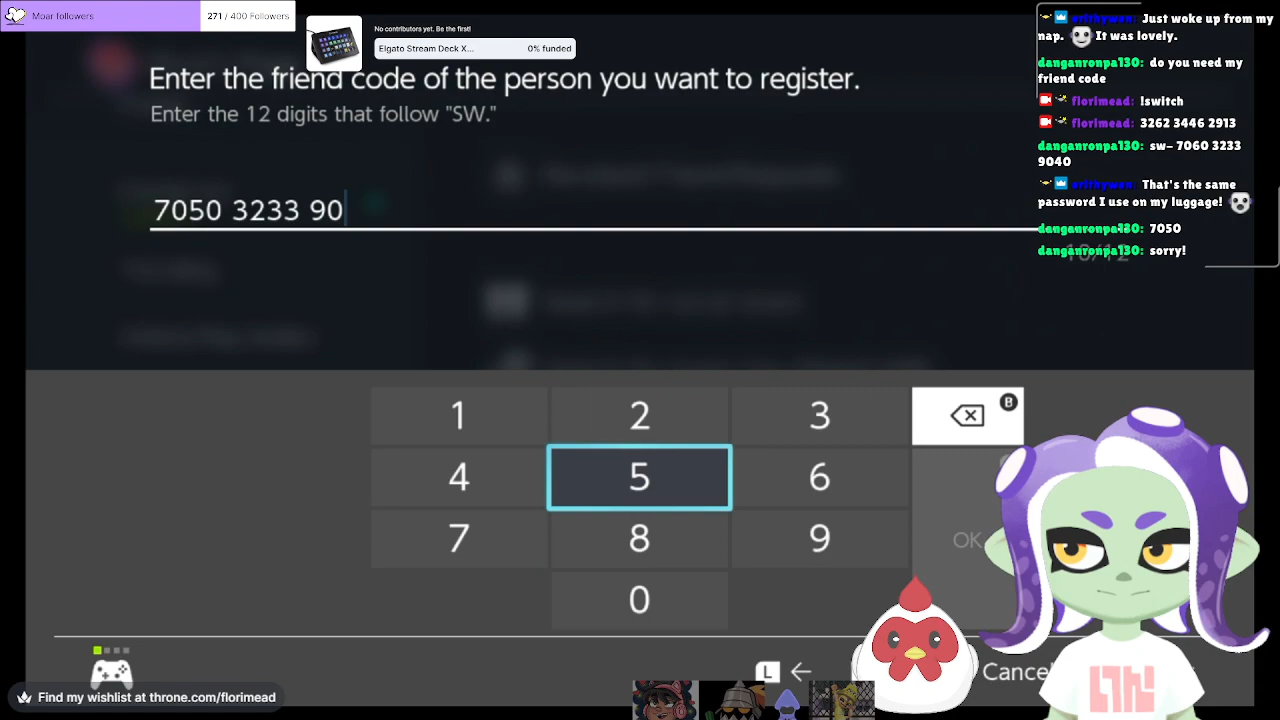 Moar followers
271 / 400 Followers
No contributors yet. Be the first!
Elgato Stream Deck X...
0% funded
Enter the friend code of the person you want to register.
Enter the 12 digits that follow "SW."
7050 3233 90
10/12
Just woke up from my
nap. It was lovely.
danganronpa130: do you need my
friend code
florimead: !switch
florimead: 3262 3446 2913
danganronpa130: sw- 7060 3233
9040
That's the same
password I use on my luggage!
danganronpa130: 7050
danganronpa130: sorry!
1
2
3
B
4
5
6
7
8
9
OK
0
L
Cancel
Find my wishlist at throne.com/florimead